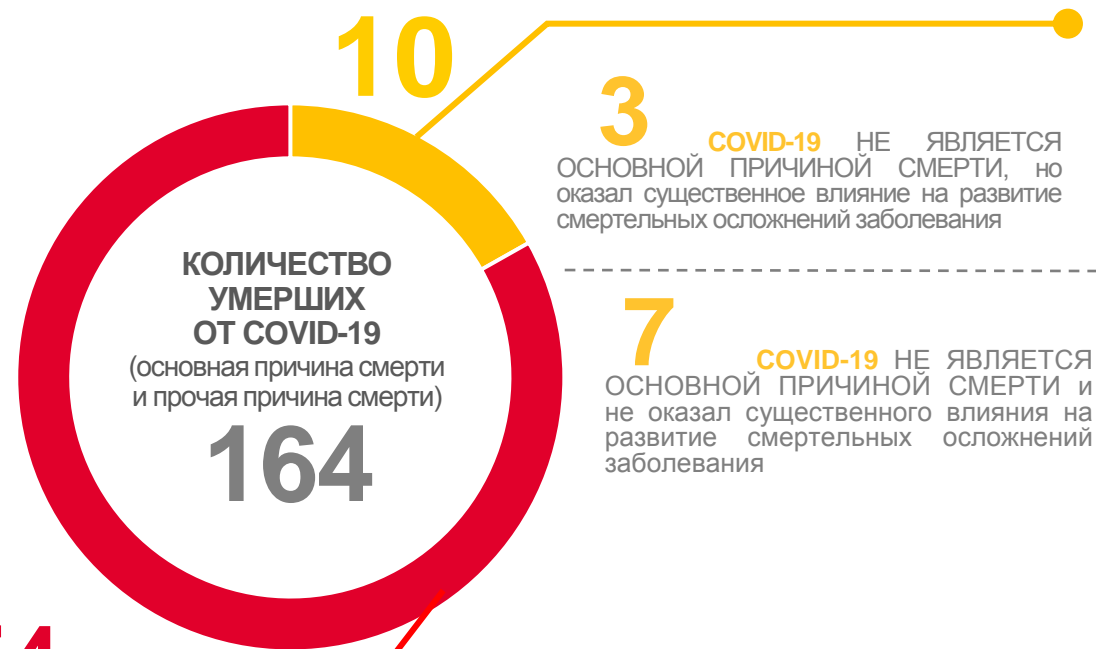 10
3
COVID-19 НЕ ЯВЛЯЕТСЯ
ОСНОВНОЙ ПРИЧИНОЙ СМЕРТИ, но
оказал существенное влияние на развитие
смертельных осложнений заболевания
КОЛИЧЕСТВО
УМЕРШИХ
ОТ COVID-19
(основная причина смерти
и прочая причина смерти)
164
7
COVID-19 НЕ ЯВЛЯЕТСЯ
ОСНОВНОЙ ПРИЧИНОЙ СМЕРТИ и
не оказал существенного влияния на
развитие смертельных осложнений
заболевания